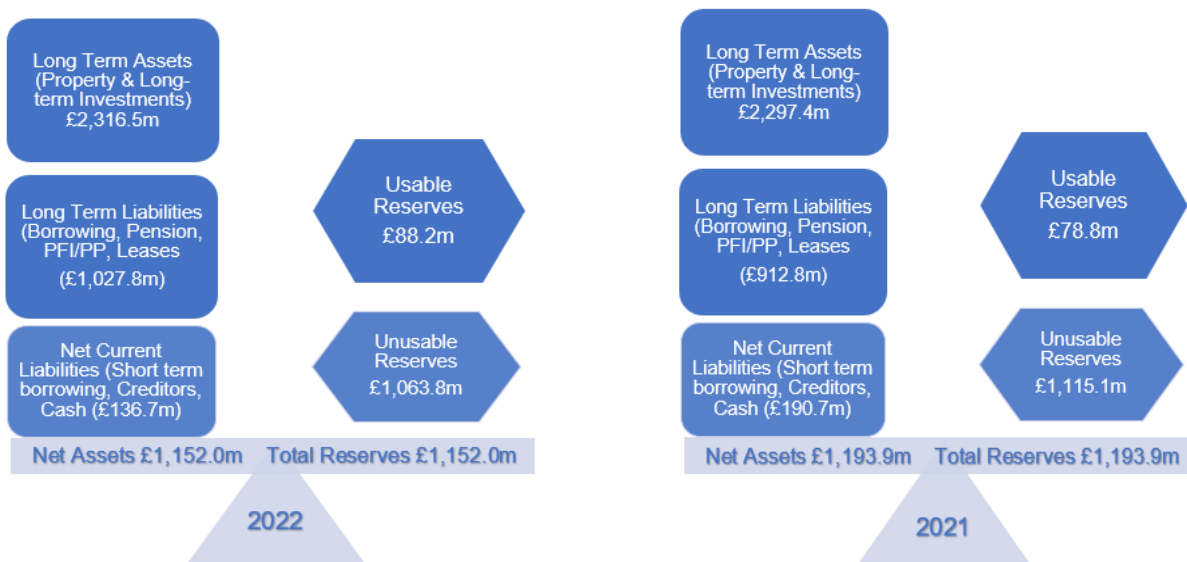 Long Term Assets
(Property & Long-
term Investments)
£2,316.5m
Long Term Liabilities
(Borrowing, Pension,
PFI/PP, Leases
(£1,027.8m)
Net Current
Liabilities (Short term
borrowing, Creditors,
Cash (£136.7m)
Usable
Reserves
£88.2m
Unusable
Reserves
£1,063.8m
Net Assets £1,152.0m Total Reserves £1,152.0m
2022
Long Term Assets
(Property & Long-
term Investments)
£2,297.4m
Long Term Liabilities
(Borrowing, Pension,
PFI/PP, Leases
(£912.8m)
Net Current
Liabilities (Short term
borrowing, Creditors,
Cash (£190.7m)
Usable
Reserves
£78.8m
Unusable
Reserves
£1,115.1m
Net Assets £1,193.9m Total Reserves £1,193.9m
2021